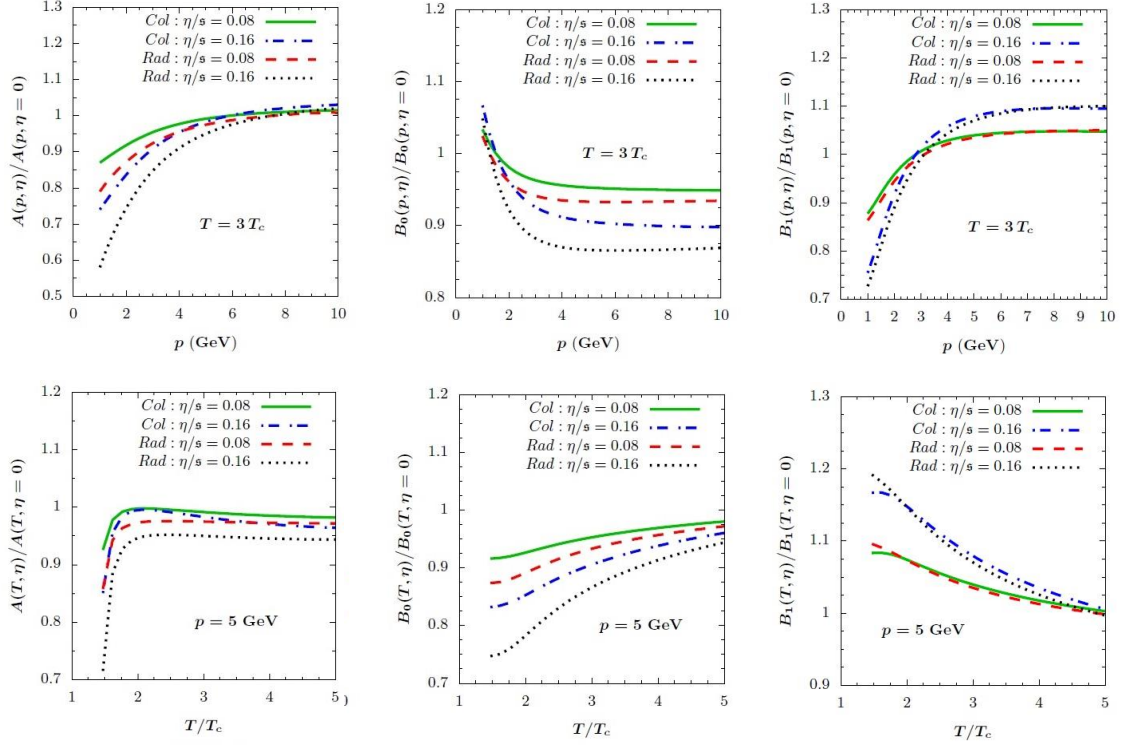 A(p, η)/A(p, η = 0)
1.3
1.2
1.1
1
0.9
0.8
0.7
0.6
0.5
Col : η/𝔰 = 0.08
Col : η/𝔰 = 0.16
Rad : η/𝔰 = 0.08
Rad : η/𝔰 = 0.16
T = 3 T_c
0 2 4 6 8 10
p (GeV)
B₀(p, η)/B₀(p, η = 0)
1.2
1.1
1
0.9
0.8
Col : η/𝔰 = 0.08
Col : η/𝔰 = 0.16
Rad : η/𝔰 = 0.08
Rad : η/𝔰 = 0.16
T = 3 T_c
0 2 4 6 8 10
p (GeV)
B₁(p, η)/B₁(p, η = 0)
1.3
1.2
1.1
1
0.9
0.8
0.7
Col : η/𝔰 = 0.08
Col : η/𝔰 = 0.16
Rad : η/𝔰 = 0.08
Rad : η/𝔰 = 0.16
T = 3 T_c
0 1 2 3 4 5 6 7 8 9 10
p (GeV)
A(T, η)/A(T, η = 0)
1.2
1.1
1
0.9
0.8
0.7
Col : η/𝔰 = 0.08
Col : η/𝔰 = 0.16
Rad : η/𝔰 = 0.08
Rad : η/𝔰 = 0.16
p = 5 GeV
1 2 3 4 5 )
T/T_c
B₀(T, η)/B₀(T, η = 0)
1.2
1.1
1
0.9
0.8
0.7
Col : η/𝔰 = 0.08
Col : η/𝔰 = 0.16
Rad : η/𝔰 = 0.08
Rad : η/𝔰 = 0.16
p = 5 GeV
1 2 3 4 5
T/T_c
B₁(T, η)/B₁(T, η = 0)
1.3
1.2
1.1
1
0.9
Col : η/𝔰 = 0.08
Col : η/𝔰 = 0.16
Rad : η/𝔰 = 0.08
Rad : η/𝔰 = 0.16
p = 5 GeV
1 2 3 4 5
T/T_c